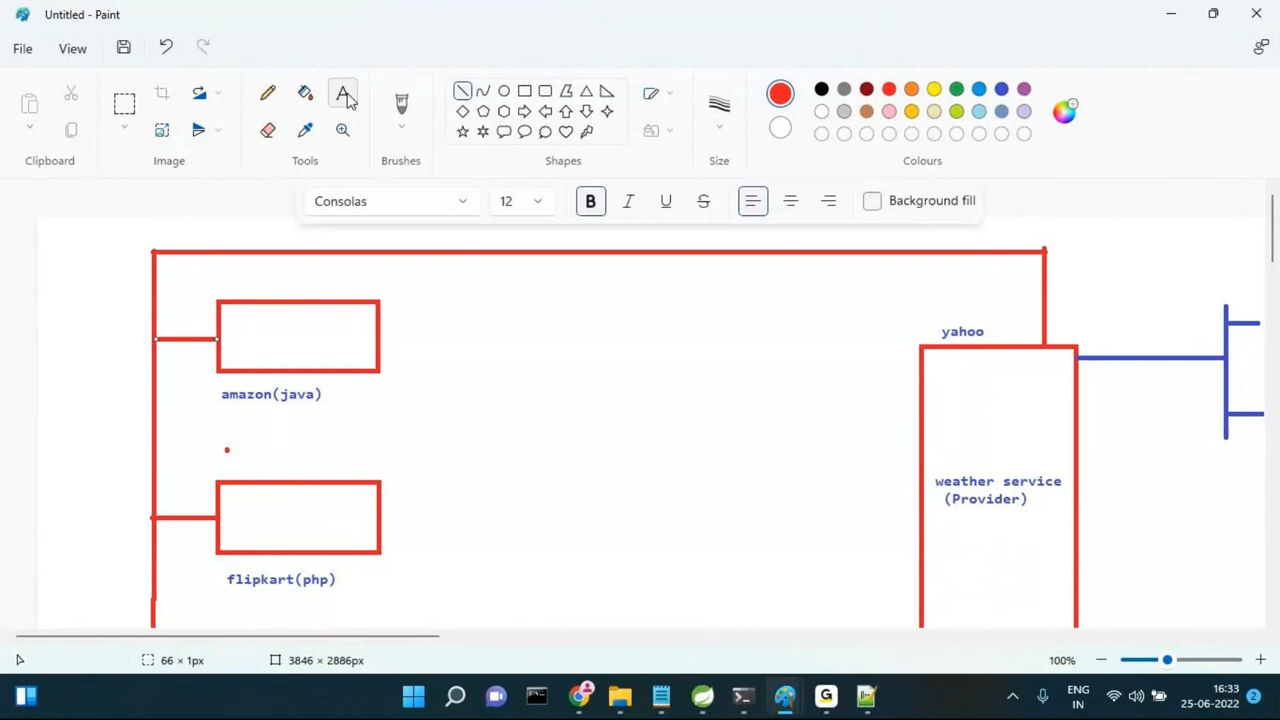 Untitled - Paint
File
View
Clipboard
Image
Tools
Brushes
Shapes
Size
Colours
Consolas
12
B
I
U
S
Background fill
yahoo
amazon(java)
weather service
(Provider)
flipkart(php)
66 × 1px
3846 × 2886px
100%
ENG
IN
16:33
25-06-2022
2